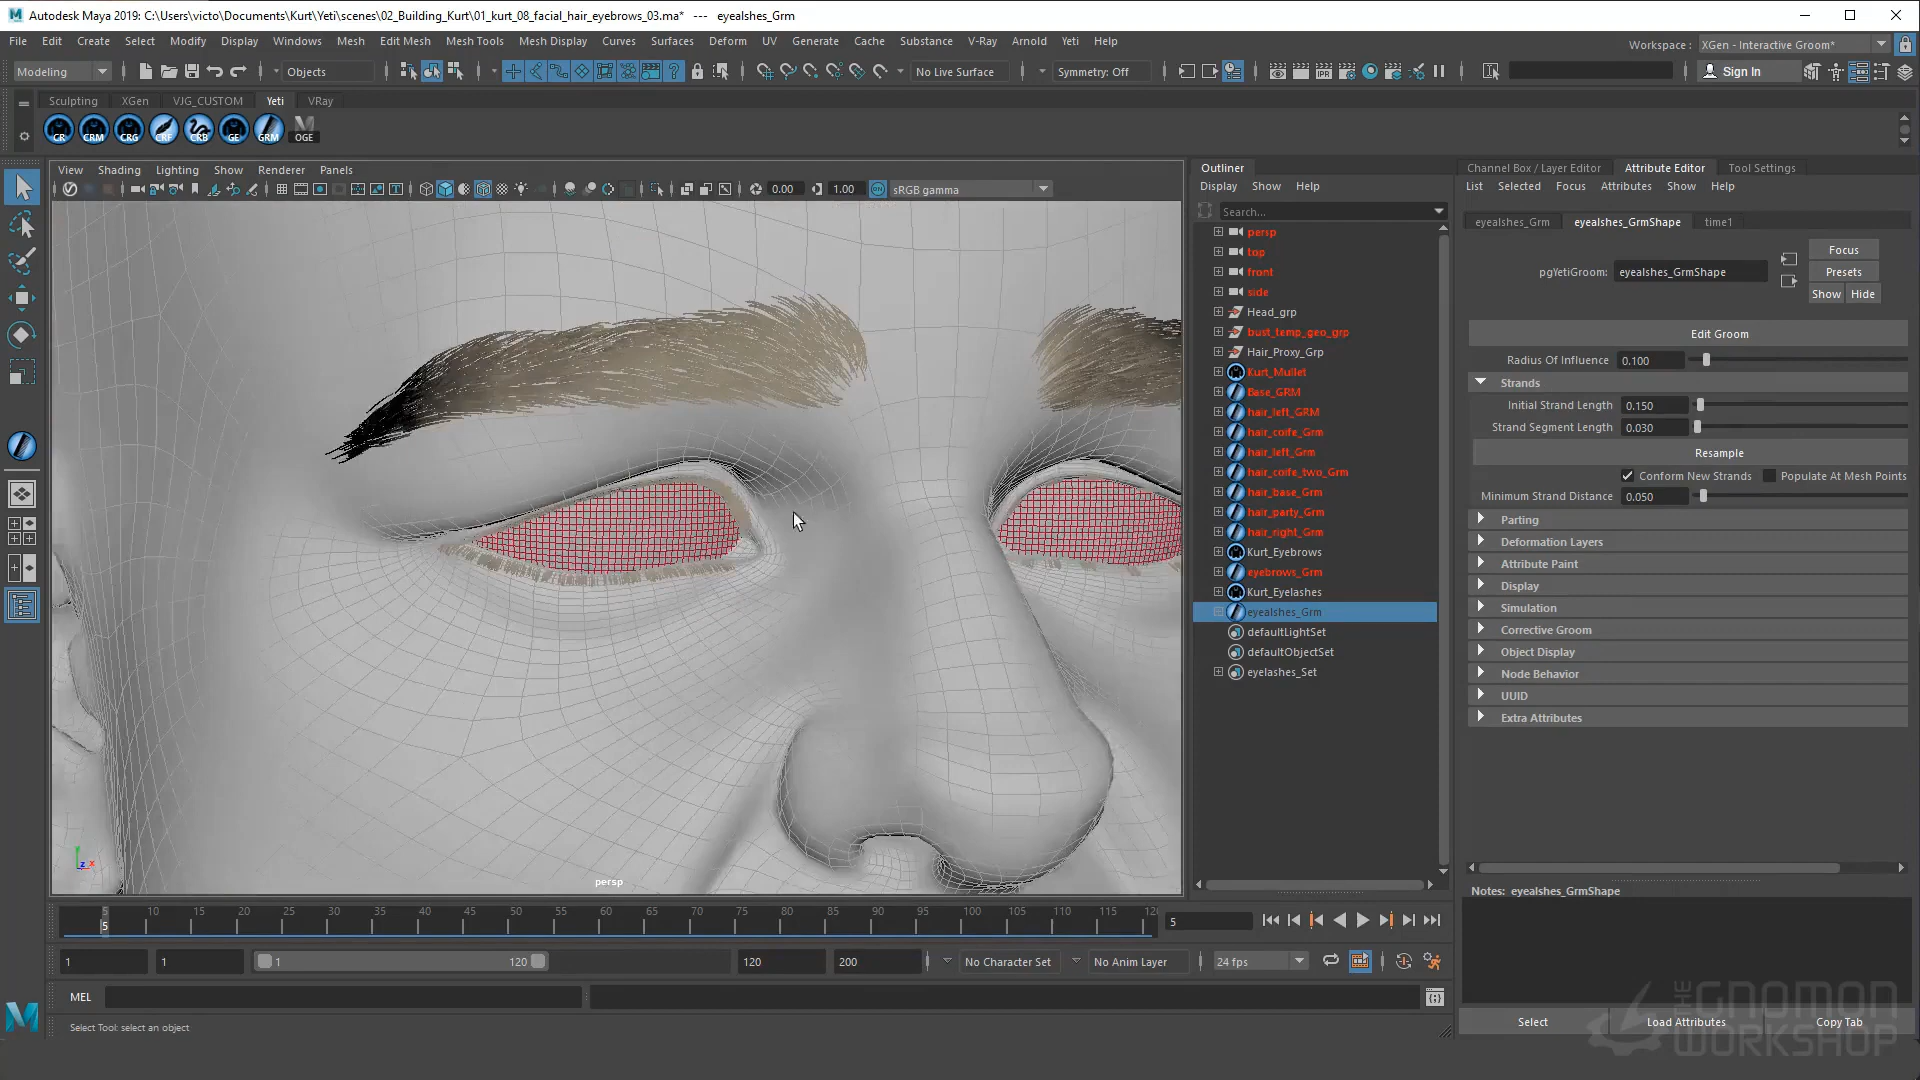 Autodesk Maya 2019: C:\Users\victo\Documents\Kurt\Yeti\scenes\02_Building_Kurt\01_kurt_08_facial_hair_eyebrows_03.ma*   ---   eyealshes_Grm
File Edit Create Select Modify Display Windows Mesh Edit Mesh Mesh Tools Mesh Display Curves Surfaces Deform UV Generate Cache Substance V-Ray Arnold Yeti Help
Workspace : XGen - Interactive Groom*
Modeling Objects No Live Surface Symmetry: Off IPR Sign In
Sculpting XGen VJG_CUSTOM Yeti VRay
CR CRM CRG CRF CRB GE GRM OGE
View Shading Lighting Show Renderer Panels
0.00 1.00 ON sRGB gamma
persp
Outliner
Display Show Help
Search...
persp
top
front
side
Head_grp
bust_temp_geo_grp
Hair_Proxy_Grp
Kurt_Mullet
Base_GRM
hair_left_GRM
hair_coife_Grm
hair_left_Grm
hair_coife_two_Grm
hair_base_Grm
hair_party_Grm
hair_right_Grm
Kurt_Eyebrows
eyebrows_Grm
Kurt_Eyelashes
eyealshes_Grm
defaultLightSet
defaultObjectSet
eyelashes_Set
Channel Box / Layer Editor Attribute Editor Tool Settings
List Selected Focus Attributes Show Help
eyealshes_Grm eyealshes_GrmShape time1
Focus
pgYetiGroom: eyealshes_GrmShape Presets
Show Hide
Edit Groom
Radius Of Influence 0.100
Strands
Initial Strand Length 0.150
Strand Segment Length 0.030
Resample
Conform New Strands Populate At Mesh Points
Minimum Strand Distance 0.050
Parting
Deformation Layers
Attribute Paint
Display
Simulation
Corrective Groom
Object Display
Node Behavior
UUID
Extra Attributes
Notes: eyealshes_GrmShape
Select Load Attributes Copy Tab
5 10 15 20 25 30 35 40 45 50 55 60 65 70 75 80 85 90 95 100 105 110 115 12
5 5
1 1 1 120 120 200 No Character Set No Anim Layer 24 fps
MEL
Select Tool: select an object
THE GNOMON WORKSHOP